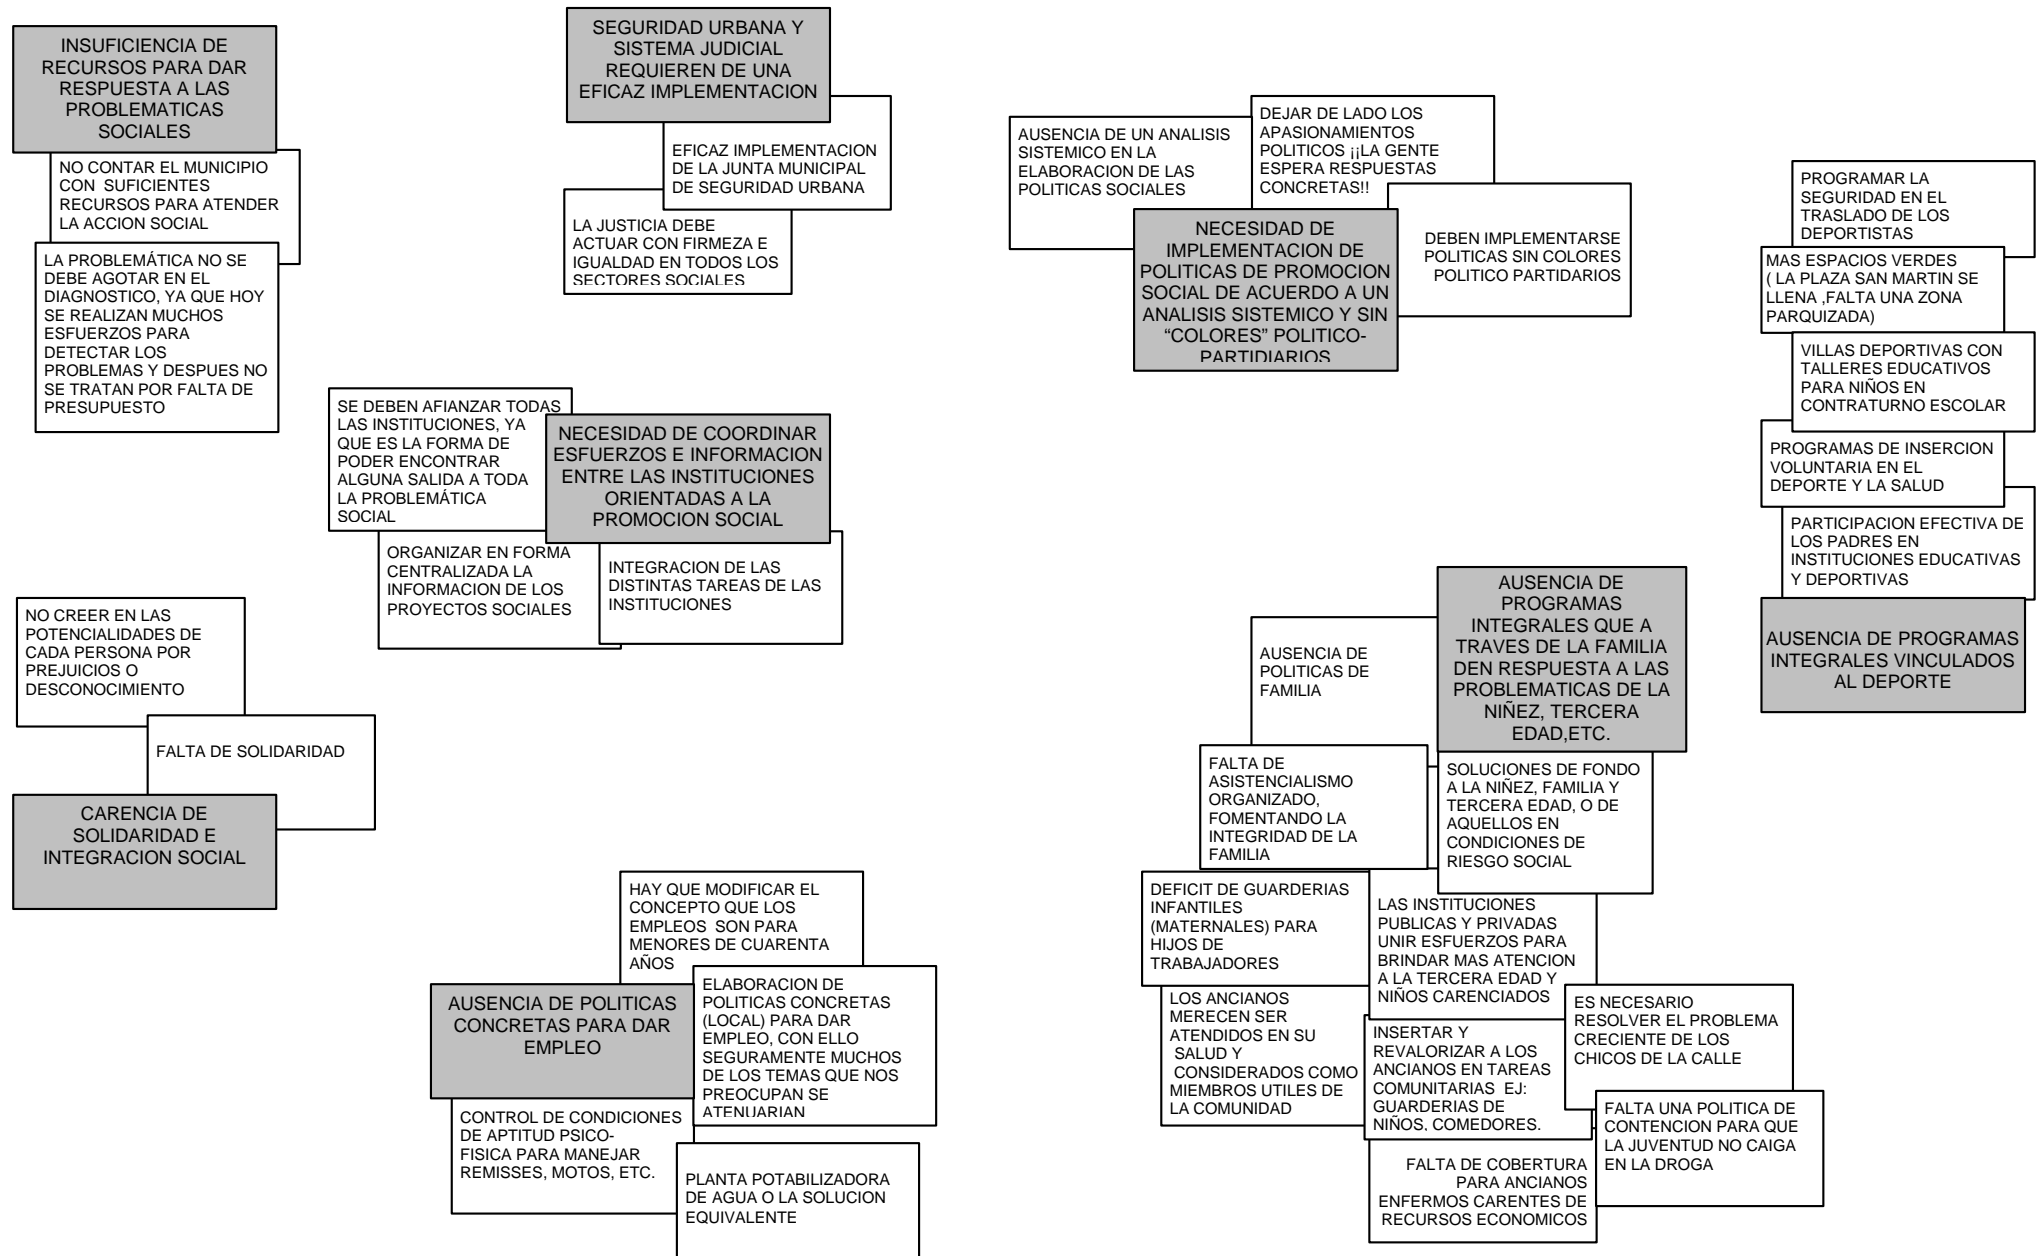 INSUFICIENCIA DE
RECURSOS PARA DAR
RESPUESTA A LAS
PROBLEMATICAS
SOCIALES
NO CONTAR EL MUNICIPIO
CON SUFICIENTES
RECURSOS PARA ATENDER
LA ACCION SOCIAL
LA PROBLEMÁTICA NO SE
DEBE AGOTAR EN EL
DIAGNOSTICO, YA QUE HOY
SE REALIZAN MUCHOS
ESFUERZOS PARA
DETECTAR LOS
PROBLEMAS Y DESPUES NO
SE TRATAN POR FALTA DE
PRESUPUESTO
SEGURIDAD URBANA Y
SISTEMA JUDICIAL
REQUIEREN DE UNA
EFICAZ IMPLEMENTACION
EFICAZ IMPLEMENTACION
DE LA JUNTA MUNICIPAL
DE SEGURIDAD URBANA
LA JUSTICIA DEBE
ACTUAR CON FIRMEZA E
IGUALDAD EN TODOS LOS
SECTORES SOCIALES
AUSENCIA DE UN ANALISIS
SISTEMICO EN LA
ELABORACION DE LAS
POLITICAS SOCIALES
DEJAR DE LADO LOS
APASIONAMIENTOS
POLITICOS ¡¡LA GENTE
ESPERA RESPUESTAS
CONCRETAS!!
DEBEN IMPLEMENTARSE
POLITICAS SIN COLORES
POLITICO PARTIDARIOS
NECESIDAD DE
IMPLEMENTACION DE
POLITICAS DE PROMOCION
SOCIAL DE ACUERDO A UN
ANALISIS SISTEMICO Y SIN
“COLORES” POLITICO-
PARTIDIARIOS
PROGRAMAR LA
SEGURIDAD EN EL
TRASLADO DE LOS
DEPORTISTAS
MAS ESPACIOS VERDES
( LA PLAZA SAN MARTIN SE
LLENA ,FALTA UNA ZONA
PARQUIZADA)
VILLAS DEPORTIVAS CON
TALLERES EDUCATIVOS
PARA NIÑOS EN
CONTRATURNO ESCOLAR
PROGRAMAS DE INSERCION
VOLUNTARIA EN EL
DEPORTE Y LA SALUD
PARTICIPACION EFECTIVA DE
LOS PADRES EN
INSTITUCIONES EDUCATIVAS
Y DEPORTIVAS
AUSENCIA DE PROGRAMAS
INTEGRALES VINCULADOS
AL DEPORTE
SE DEBEN AFIANZAR TODAS
LAS INSTITUCIONES, YA
QUE ES LA FORMA DE
PODER ENCONTRAR
ALGUNA SALIDA A TODA
LA PROBLEMÁTICA
SOCIAL
NECESIDAD DE COORDINAR
ESFUERZOS E INFORMACION
ENTRE LAS INSTITUCIONES
ORIENTADAS A LA
PROMOCION SOCIAL
ORGANIZAR EN FORMA
CENTRALIZADA LA
INFORMACION DE LOS
PROYECTOS SOCIALES
INTEGRACION DE LAS
DISTINTAS TAREAS DE LAS
INSTITUCIONES
NO CREER EN LAS
POTENCIALIDADES DE
CADA PERSONA POR
PREJUICIOS O
DESCONOCIMIENTO
FALTA DE SOLIDARIDAD
CARENCIA DE
SOLIDARIDAD E
INTEGRACION SOCIAL
AUSENCIA DE
PROGRAMAS
INTEGRALES QUE A
TRAVES DE LA FAMILIA
DEN RESPUESTA A LAS
PROBLEMATICAS DE LA
NIÑEZ, TERCERA
EDAD,ETC.
AUSENCIA DE
POLITICAS DE
FAMILIA
FALTA DE
ASISTENCIALISMO
ORGANIZADO,
FOMENTANDO LA
INTEGRIDAD DE LA
FAMILIA
SOLUCIONES DE FONDO
A LA NIÑEZ, FAMILIA Y
TERCERA EDAD, O DE
AQUELLOS EN
CONDICIONES DE
RIESGO SOCIAL
DEFICIT DE GUARDERIAS
INFANTILES
(MATERNALES) PARA
HIJOS DE
TRABAJADORES
LAS INSTITUCIONES
PUBLICAS Y PRIVADAS
UNIR ESFUERZOS PARA
BRINDAR MAS ATENCION
A LA TERCERA EDAD Y
NIÑOS CARENCIADOS
LOS ANCIANOS
MERECEN SER
ATENDIDOS EN SU
SALUD Y
CONSIDERADOS COMO
MIEMBROS UTILES DE
LA COMUNIDAD
INSERTAR Y
REVALORIZAR A LOS
ANCIANOS EN TAREAS
COMUNITARIAS EJ:
GUARDERIAS DE
NIÑOS, COMEDORES.
ES NECESARIO
RESOLVER EL PROBLEMA
CRECIENTE DE LOS
CHICOS DE LA CALLE
FALTA UNA POLITICA DE
CONTENCION PARA QUE
LA JUVENTUD NO CAIGA
EN LA DROGA
FALTA DE COBERTURA
PARA ANCIANOS
ENFERMOS CARENTES DE
RECURSOS ECONOMICOS
HAY QUE MODIFICAR EL
CONCEPTO QUE LOS
EMPLEOS SON PARA
MENORES DE CUARENTA
AÑOS
AUSENCIA DE POLITICAS
CONCRETAS PARA DAR
EMPLEO
ELABORACION DE
POLITICAS CONCRETAS
(LOCAL) PARA DAR
EMPLEO, CON ELLO
SEGURAMENTE MUCHOS
DE LOS TEMAS QUE NOS
PREOCUPAN SE
ATENUARIAN
CONTROL DE CONDICIONES
DE APTITUD PSICO-
FISICA PARA MANEJAR
REMISSES, MOTOS, ETC.
PLANTA POTABILIZADORA
DE AGUA O LA SOLUCION
EQUIVALENTE